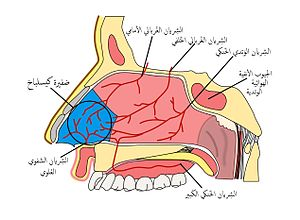 الشريان الغربالي الأمامي
الشريان الغربالي الخلفي
الشريان الوتدي الحنكي
الجيوب الأنفية
الهوائية
الوتدية
ضفيرة كيسلباخ
الشريان الشفوي
العلوي
الشريان الحنكي الكبير